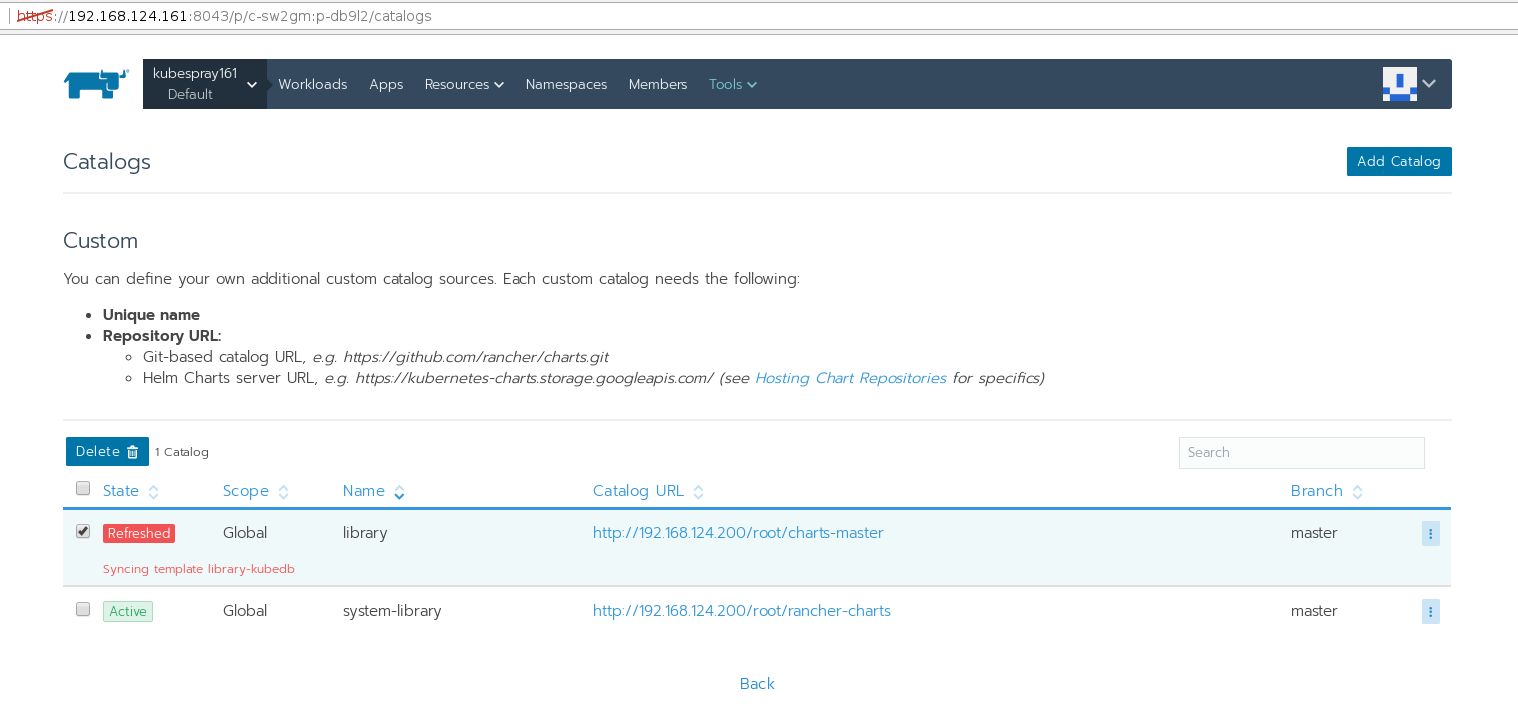 https://192.168.124.161:8043/p/c-sw2gm:p-db9l2/catalogs
kubespray161
Default
Workloads Apps Resources Namespaces Members Tools
Catalogs
Add Catalog
Custom
You can define your own additional custom catalog sources. Each custom catalog needs the following:
Unique name
Repository URL:
Git-based catalog URL, e.g. https://github.com/rancher/charts.git
Helm Charts server URL, e.g. https://kubernetes-charts.storage.googleapis.com/ (see Hosting Chart Repositories for specifics)
Delete 1 Catalog Search
State Scope Name Catalog URL Branch
Refreshed Global library http://192.168.124.200/root/charts-master master
Syncing template library-kubedb
Active Global system-library http://192.168.124.200/root/rancher-charts master
Back